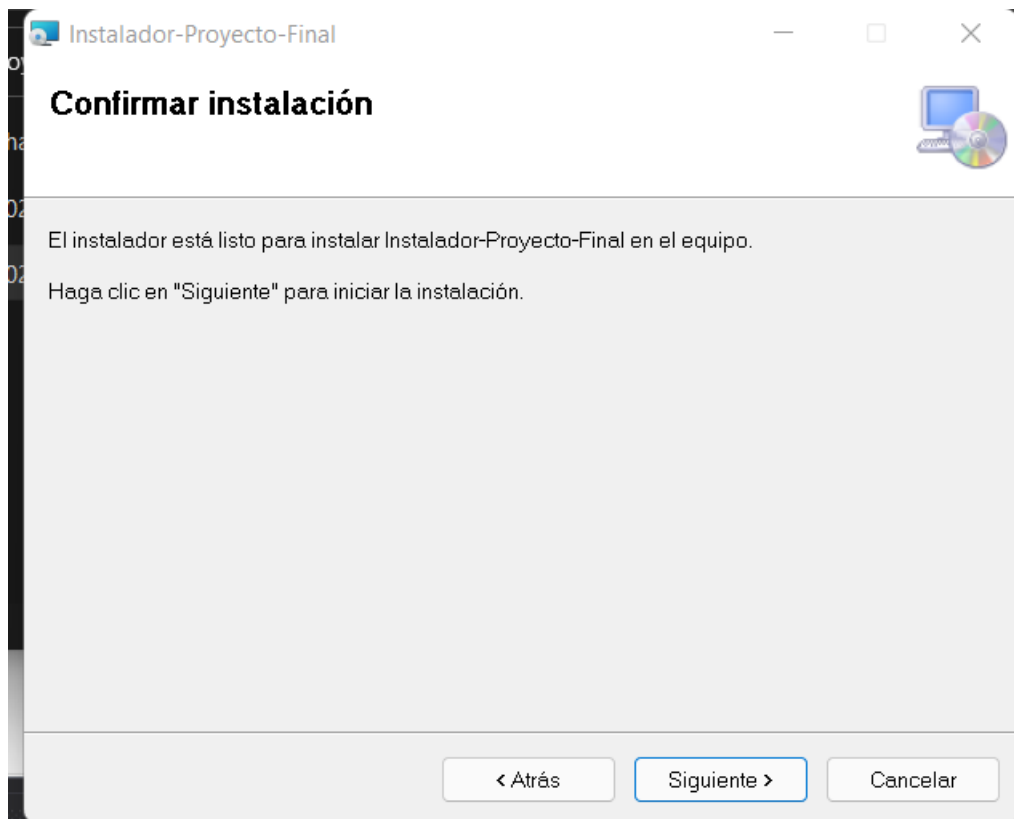 Instalador-Proyecto-Final
Confirmar instalación
El instalador está listo para instalar Instalador-Proyecto-Final en el equipo.
Haga clic en "Siguiente" para iniciar la instalación.
< Atrás
Siguiente >
Cancelar